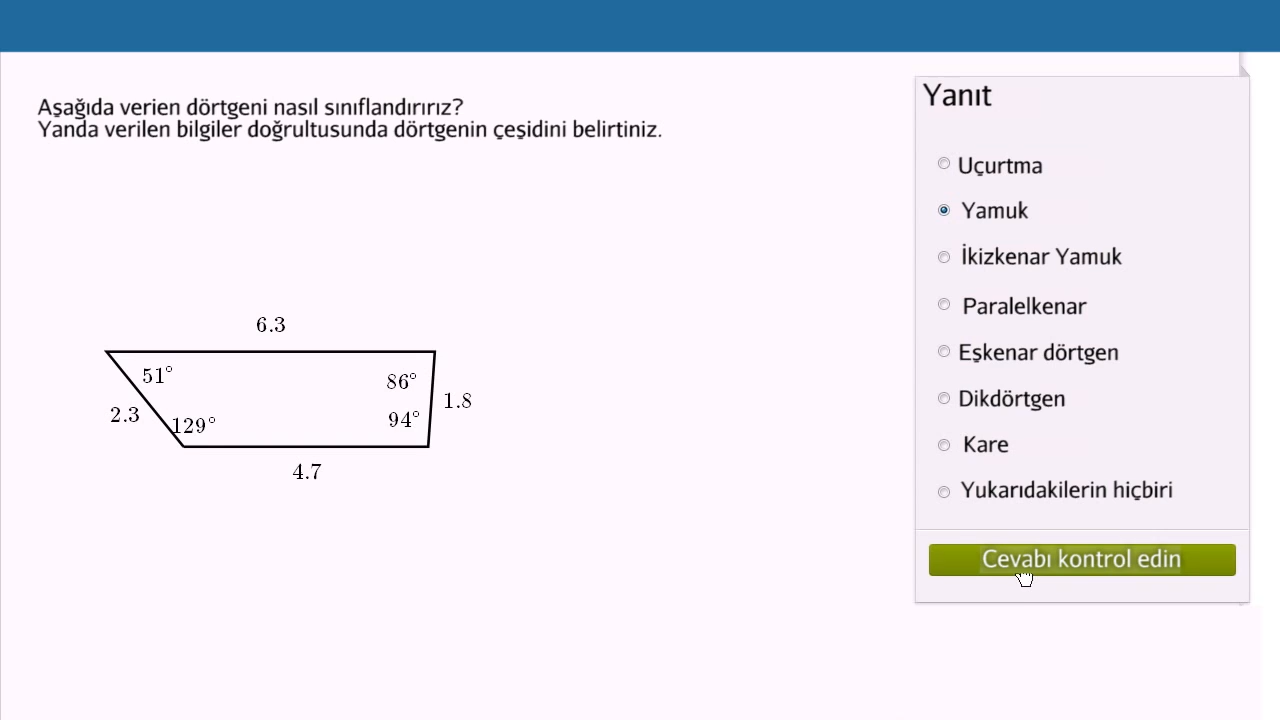 Aşağıda verien dörtgeni nasıl sınıflandırırız?
Yanda verilen bilgiler doğrultusunda dörtgenin çeşidini belirtiniz.
6.3
51°
86°
2.3
1.8
129°
94°
4.7
Yanıt
Uçurtma
Yamuk
İkizkenar Yamuk
Paralelkenar
Eşkenar dörtgen
Dikdörtgen
Kare
Yukarıdakilerin hiçbiri
Cevabı kontrol edin